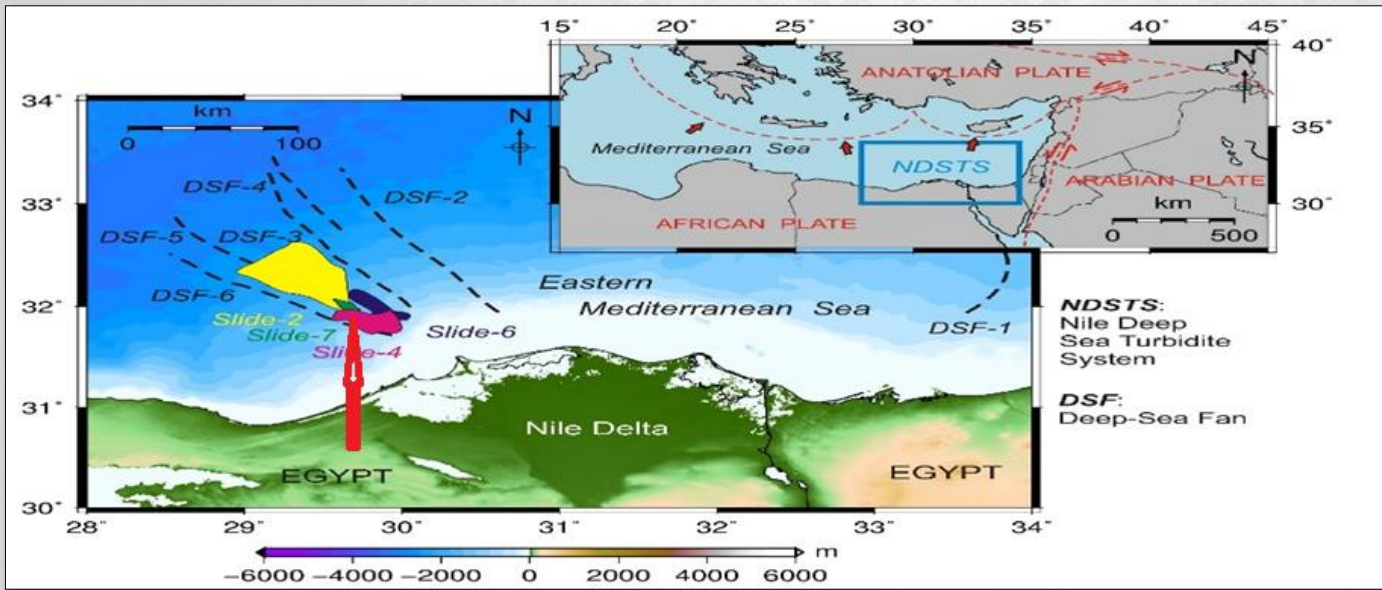 15° 20° 25° 30° 35° 40° 45°
40°
N
ANATOLIAN PLATE
35°
Mediterranean Sea
NDSTS
ARABIAN PLATE
30°
AFRICAN PLATE
km
0 500
34°
km
0 100
N
DSF-4
DSF-2
33°
DSF-5
DSF-3
DSF-6
32°
Eastern
Mediterranean Sea
DSF-1
Slide-2
Slide-7
Slide-4
Slide-6
31°
Nile Delta
EGYPT
EGYPT
30°
28° 29° 30° 31° 32° 33° 34°
−6000 −4000 −2000 0 2000 4000 6000
m
NDSTS:
Nile Deep
Sea Turbidite
System
DSF:
Deep-Sea Fan